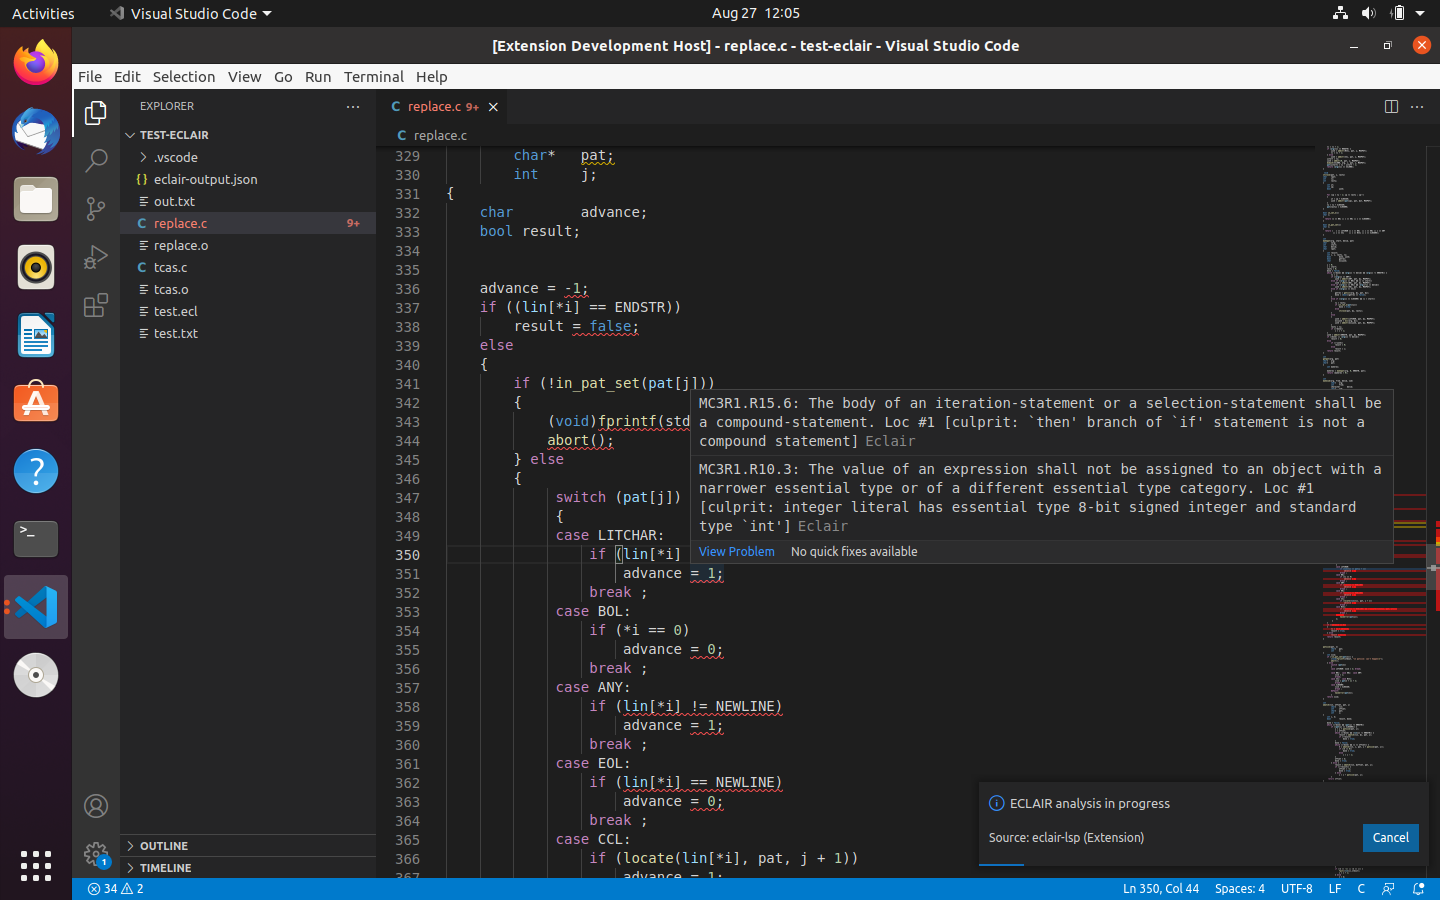 Activities
Visual Studio Code
Aug 27 12:05
[Extension Development Host] - replace.c - test-eclair - Visual Studio Code
File Edit Selection View Go Run Terminal Help
EXPLORER
TEST-ECLAIR
.vscode
{} eclair-output.json
out.txt
C replace.c 9+
replace.o
C tcas.c
tcas.o
test.ecl
test.txt
OUTLINE
TIMELINE
1
C replace.c 9+
C replace.c
329 char* pat;
330 int j;
331 {
332 char advance;
333 bool result;
334
335
336 advance = -1;
337 if ((lin[*i] == ENDSTR))
338 result = false;
339 else
340 {
341 if (!in_pat_set(pat[j]))
342 {
343 (void)fprintf(std
344 abort();
345 } else
346 {
347 switch (pat[j])
348 {
349 case LITCHAR:
350 if (lin[*i]
351 advance = 1;
352 break ;
353 case BOL:
354 if (*i == 0)
355 advance = 0;
356 break ;
357 case ANY:
358 if (lin[*i] != NEWLINE)
359 advance = 1;
360 break ;
361 case EOL:
362 if (lin[*i] == NEWLINE)
363 advance = 0;
364 break ;
365 case CCL:
366 if (locate(lin[*i], pat, j + 1))
367 advance = 1;
MC3R1.R15.6: The body of an iteration-statement or a selection-statement shall be
a compound-statement. Loc #1 [culprit: `then' branch of `if' statement is not a
compound statement] Eclair
MC3R1.R10.3: The value of an expression shall not be assigned to an object with a
narrower essential type or of a different essential type category. Loc #1
[culprit: integer literal has essential type 8-bit signed integer and standard
type `int'] Eclair
View Problem No quick fixes available
ECLAIR analysis in progress
Source: eclair-lsp (Extension)
Cancel
34 2
Ln 350, Col 44 Spaces: 4 UTF-8 LF C